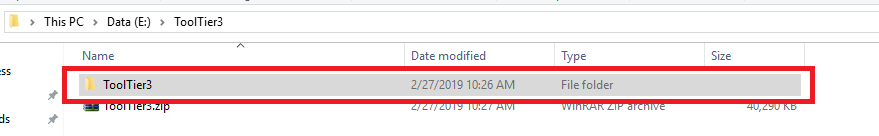 This PC > Data (E:) > ToolTier3
Name Date modified Type Size
ess
ToolTier3 2/27/2019 10:26 AM File folder
ToolTier3.zip 2/27/2019 10:27 AM WinRAR ZIP archive 40,290 KB
ds